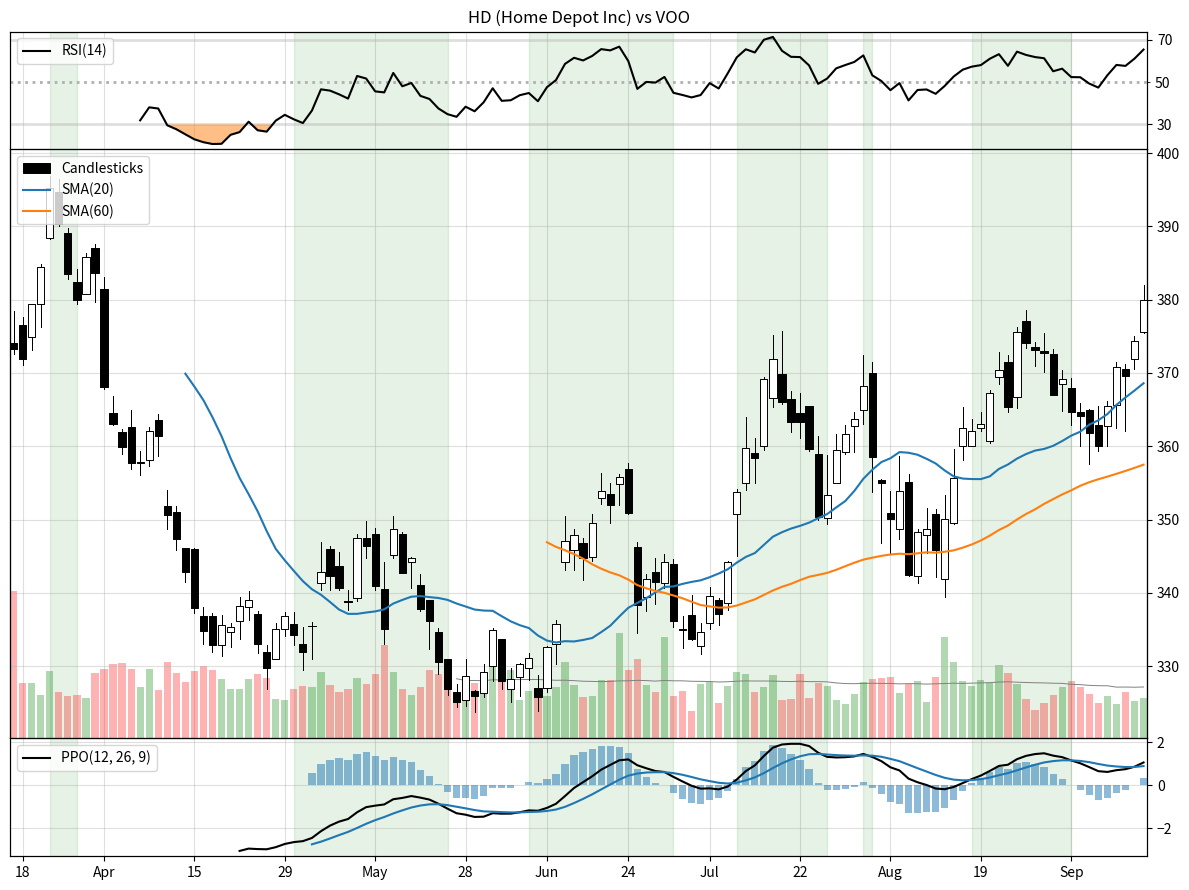 HD (Home Depot Inc) vs VOO
RSI(14)
70
50
30
Candlesticks
SMA(20)
SMA(60)
400
390
380
370
360
350
340
330
PPO(12, 26, 9)
2
0
−2
18 Apr 15 29 May 28 Jun 24 Jul 22 Aug 19 Sep